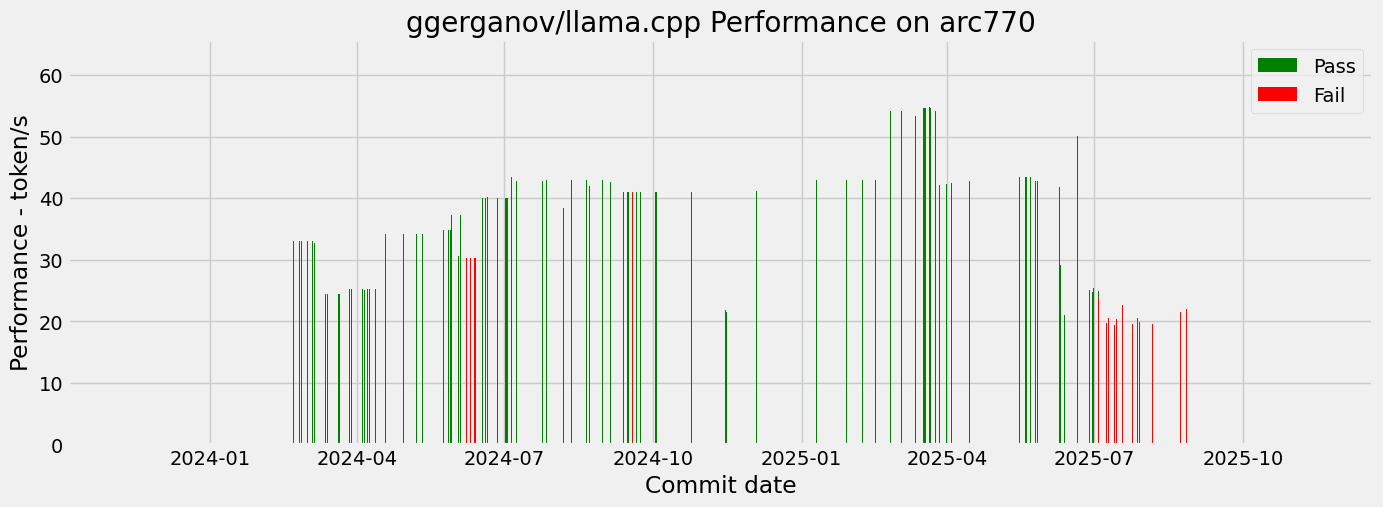 ggerganov/llama.cpp Performance on arc770
Performance - token/s
60
50
40
30
20
10
0
Pass
Fail
2024-01 2024-04 2024-07 2024-10 2025-01 2025-04 2025-07 2025-10
Commit date